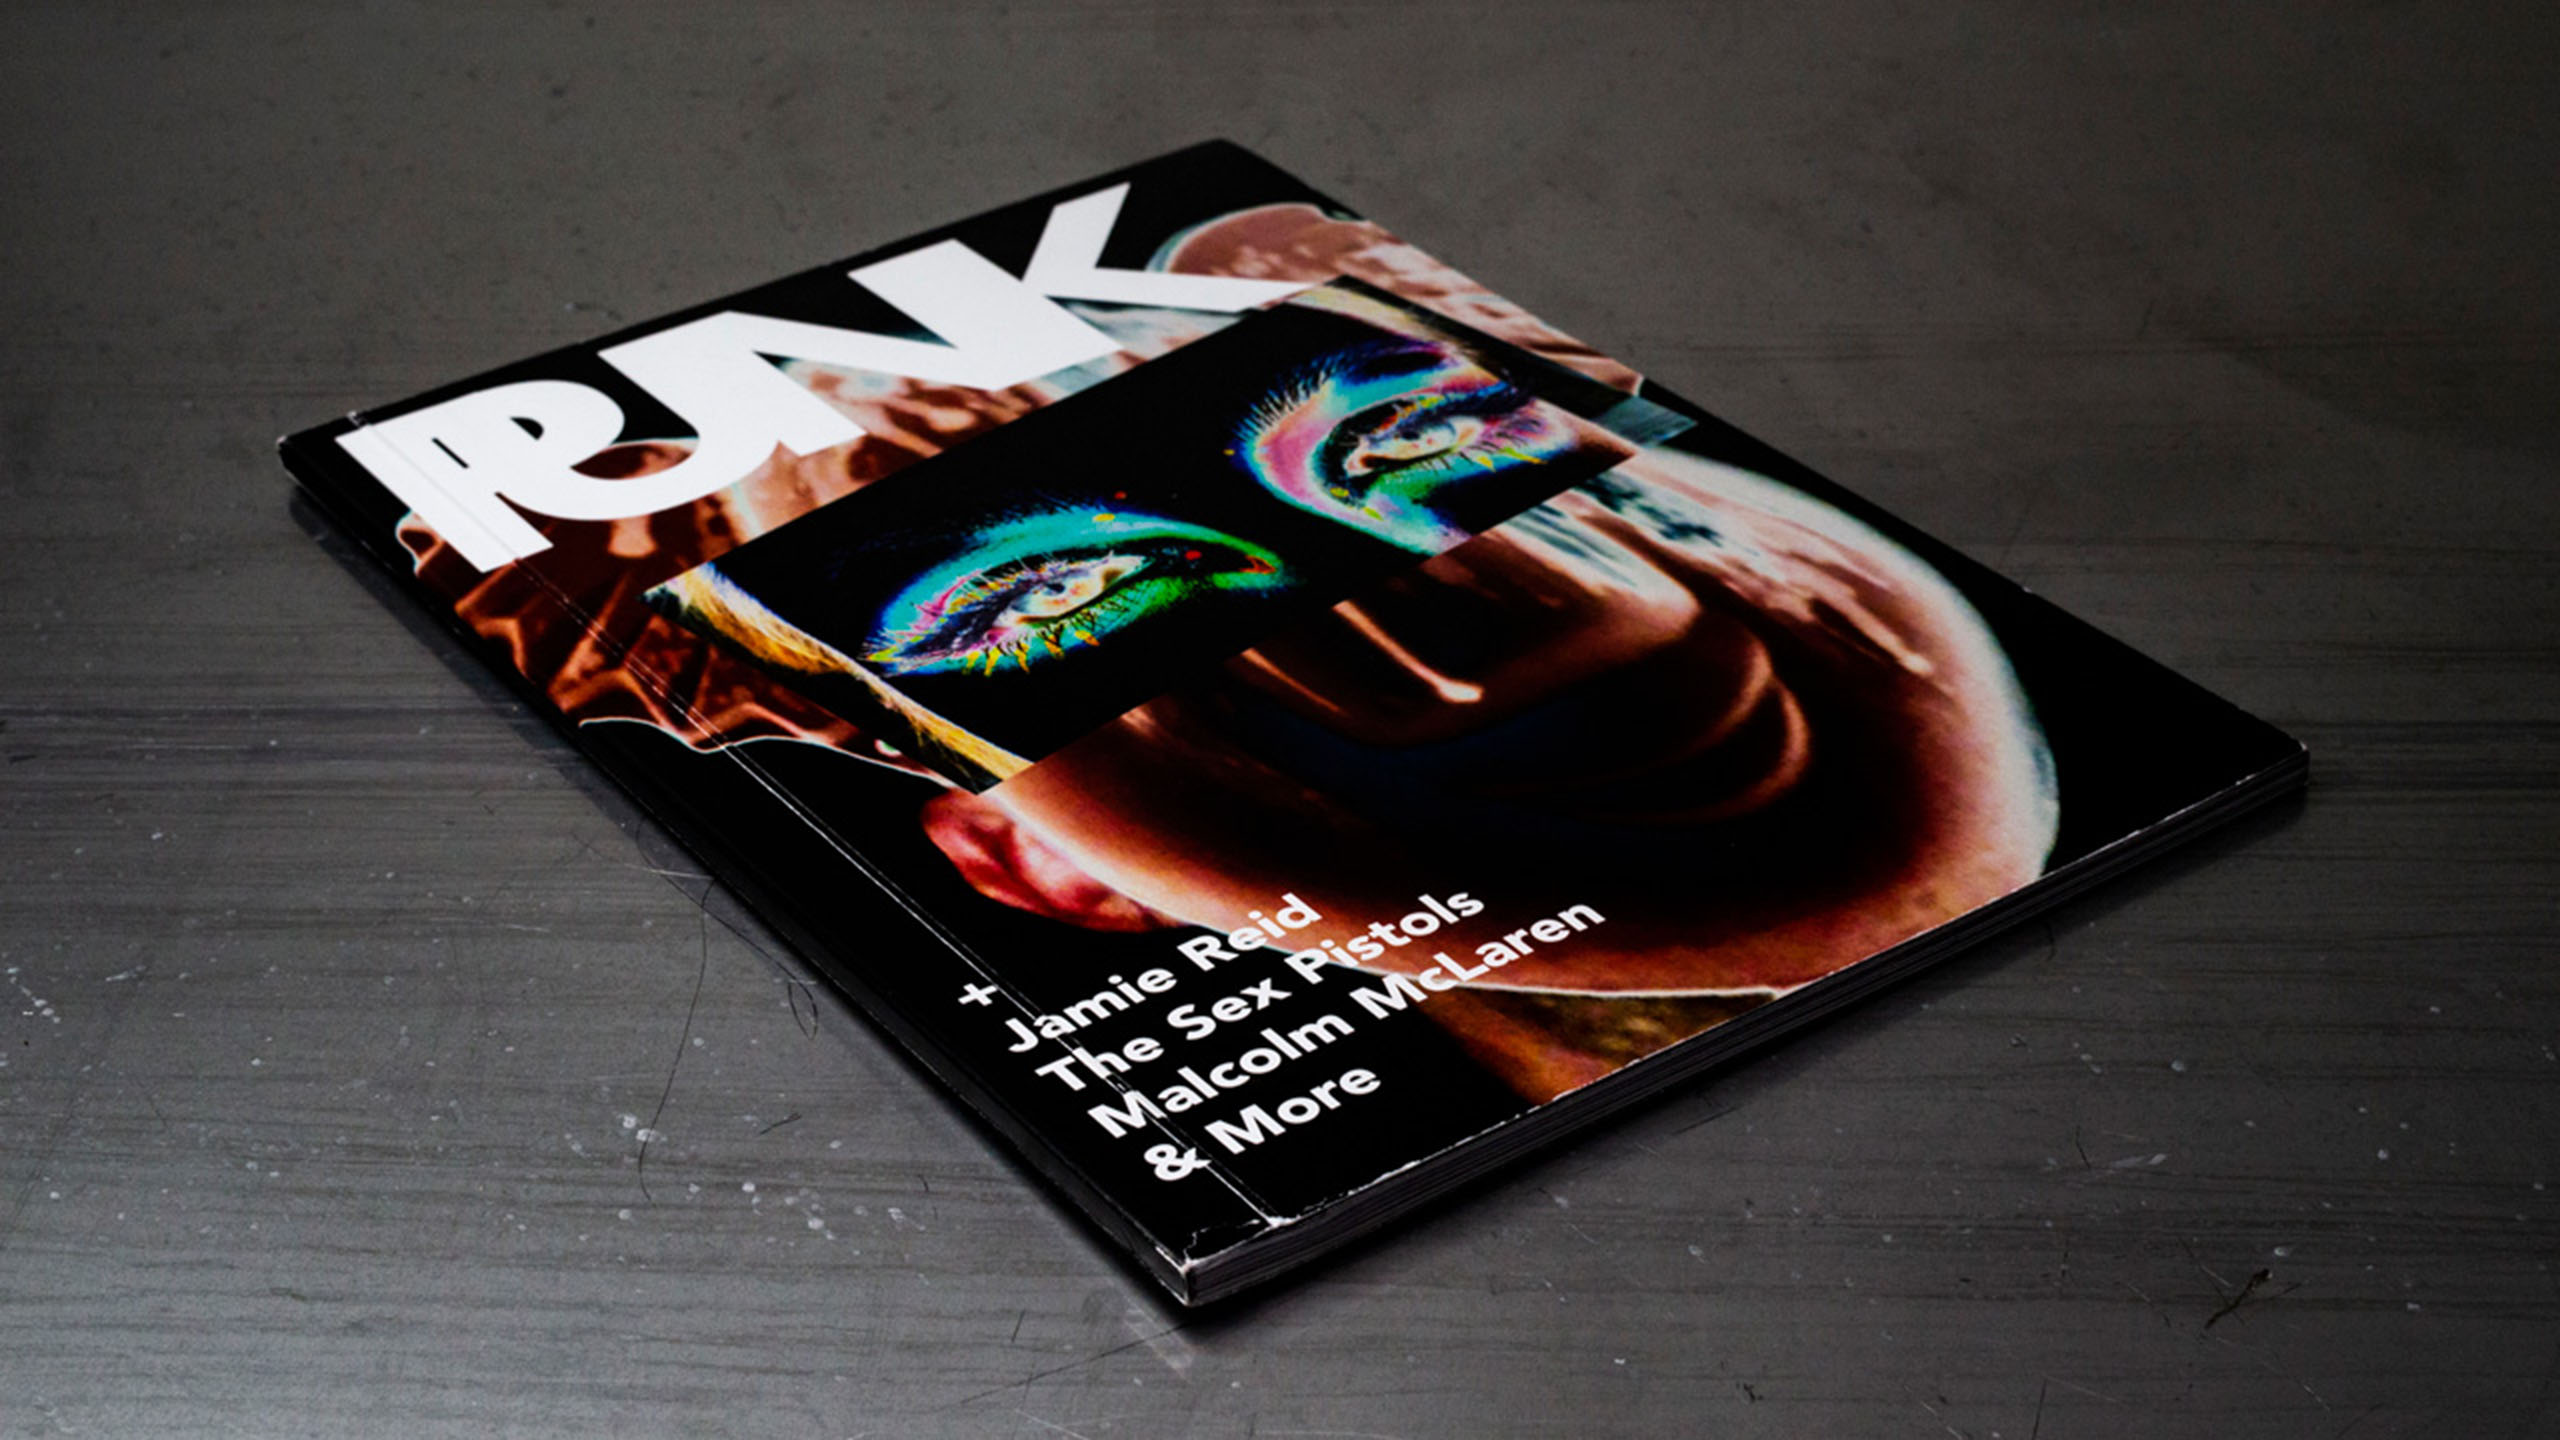 PUNK
+
Jamie Reid
The Sex Pistols
Malcolm McLaren
& More